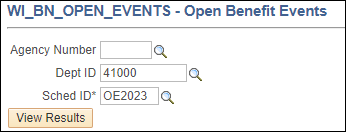 WI_BN_OPEN_EVENTS - Open Benefit Events
Agency Number
Dept ID 41000
Sched ID* OE2023
View Results